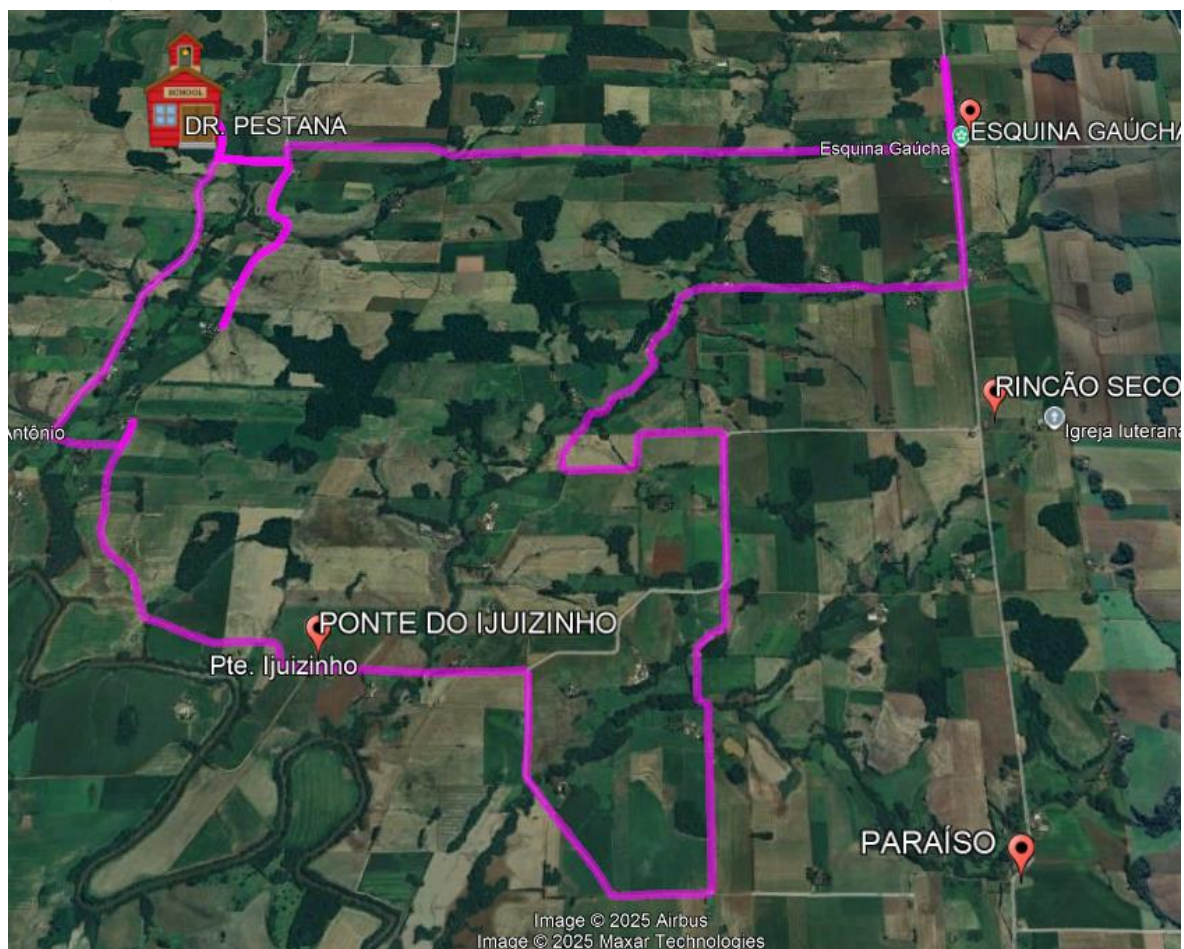 SCHOOL
DR. PESTANA
ESQUINA GAÚCHA
Esquina Gaúcha
RINCÃO SECO
Igreja luterana
Antônio
PONTE DO IJUIZINHO
Pte. Ijuizinho
PARAÍSO
Image © 2025 Airbus
Image © 2025 Maxar Technologies